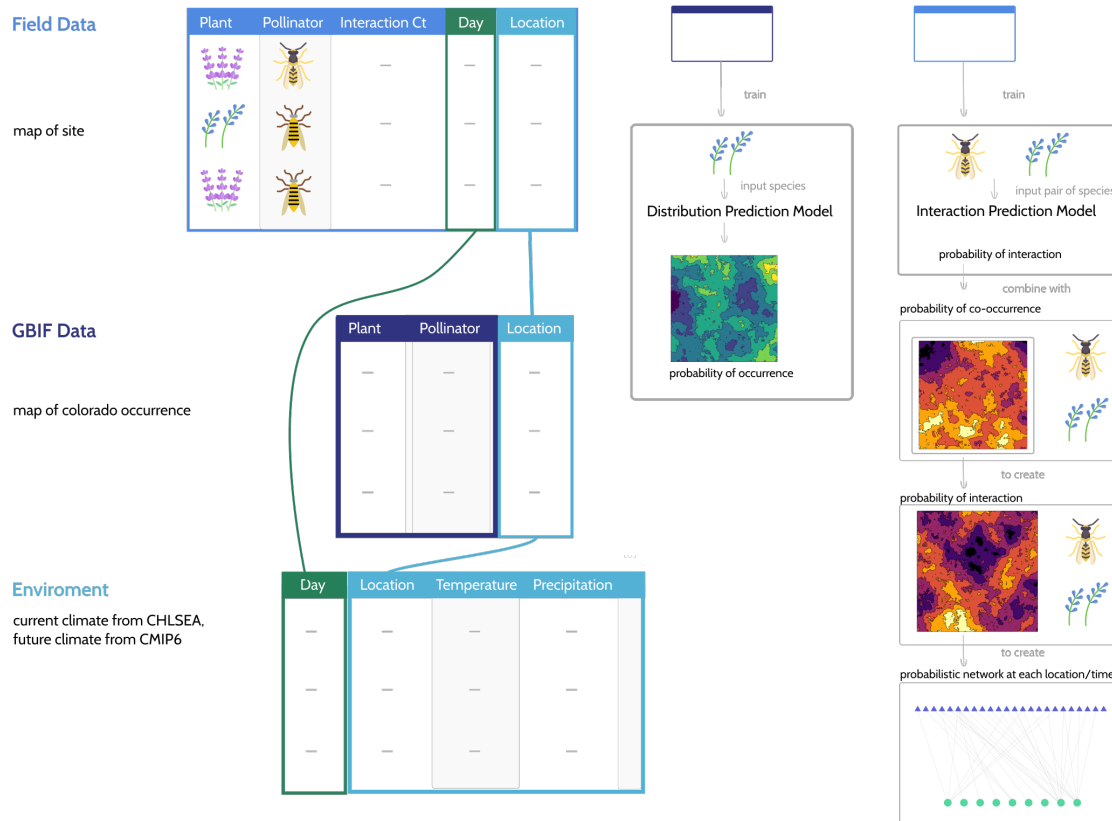 Field Data
map of site
Plant Pollinator Interaction Ct Day Location
GBIF Data
map of colorado occurrence
Plant Pollinator Location
Enviroment
current climate from CHLSEA,
future climate from CMIP6
Day Location Temperature Precipitation
train
input species
Distribution Prediction Model
probability of occurrence
train
input pair of species
Interaction Prediction Model
probability of interaction
combine with
probability of co-occurrence
to create
probability of interaction
to create
probabilistic network at each location/time